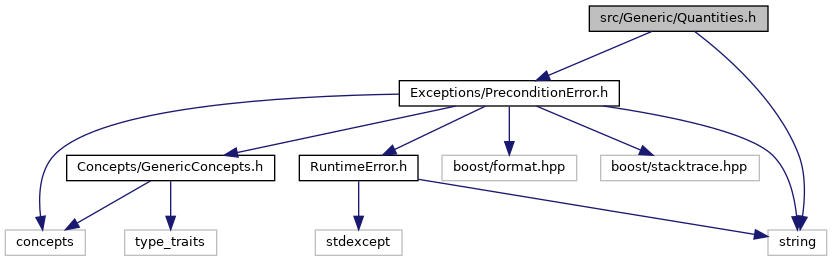 src/Generic/Quantities.h
Exceptions/PreconditionError.h
Concepts/GenericConcepts.h
RuntimeError.h
boost/format.hpp
boost/stacktrace.hpp
concepts
type_traits
stdexcept
string